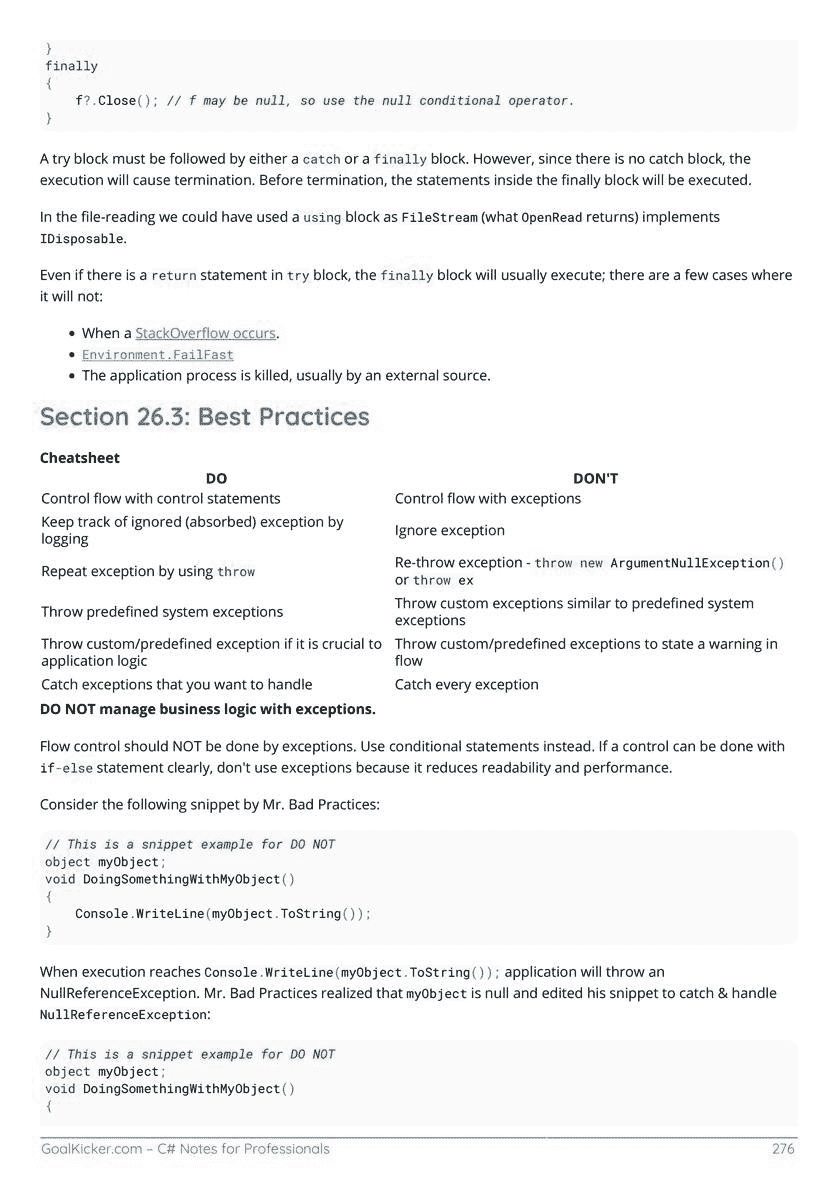 }
finally
{
    f?.Close(); // f may be null, so use the null conditional operator.
}
A try block must be followed by either a catch or a finally block. However, since there is no catch block, the
execution will cause termination. Before termination, the statements inside the finally block will be executed.
In the file-reading we could have used a using block as FileStream (what OpenRead returns) implements
IDisposable.
Even if there is a return statement in try block, the finally block will usually execute; there are a few cases where
it will not:
• When a StackOverflow occurs.
• Environment.FailFast
• The application process is killed, usually by an external source.
Section 26.3: Best Practices
Cheatsheet
DO DON'T
Control flow with control statements Control flow with exceptions
Keep track of ignored (absorbed) exception by
logging
Ignore exception
Repeat exception by using throw
Re-throw exception - throw new ArgumentNullException()
or throw ex
Throw predefined system exceptions
Throw custom exceptions similar to predefined system
exceptions
Throw custom/predefined exception if it is crucial to
application logic
Throw custom/predefined exceptions to state a warning in
flow
Catch exceptions that you want to handle Catch every exception
DO NOT manage business logic with exceptions.
Flow control should NOT be done by exceptions. Use conditional statements instead. If a control can be done with
if-else statement clearly, don't use exceptions because it reduces readability and performance.
Consider the following snippet by Mr. Bad Practices:
// This is a snippet example for DO NOT
object myObject;
void DoingSomethingWithMyObject()
{
    Console.WriteLine(myObject.ToString());
}
When execution reaches Console.WriteLine(myObject.ToString()); application will throw an
NullReferenceException. Mr. Bad Practices realized that myObject is null and edited his snippet to catch & handle
NullReferenceException:
// This is a snippet example for DO NOT
object myObject;
void DoingSomethingWithMyObject()
{
GoalKicker.com – C# Notes for Professionals 276